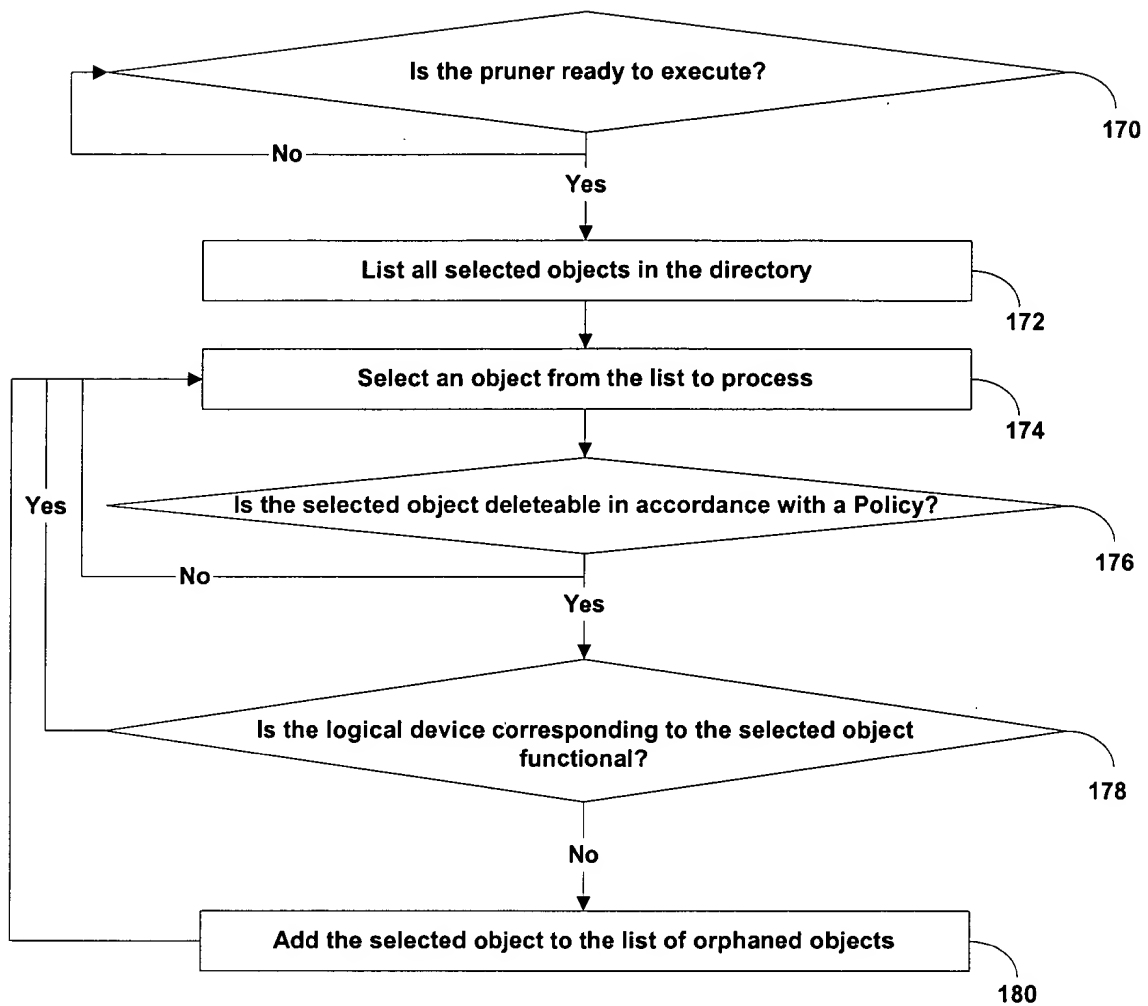 Is the pruner ready to execute?
170
No
Yes
List all selected objects in the directory
172
Select an object from the list to process
174
Yes
Is the selected object deleteable in accordance with a Policy?
176
No
Yes
Is the logical device corresponding to the selected object
functional?
178
No
Add the selected object to the list of orphaned objects
180